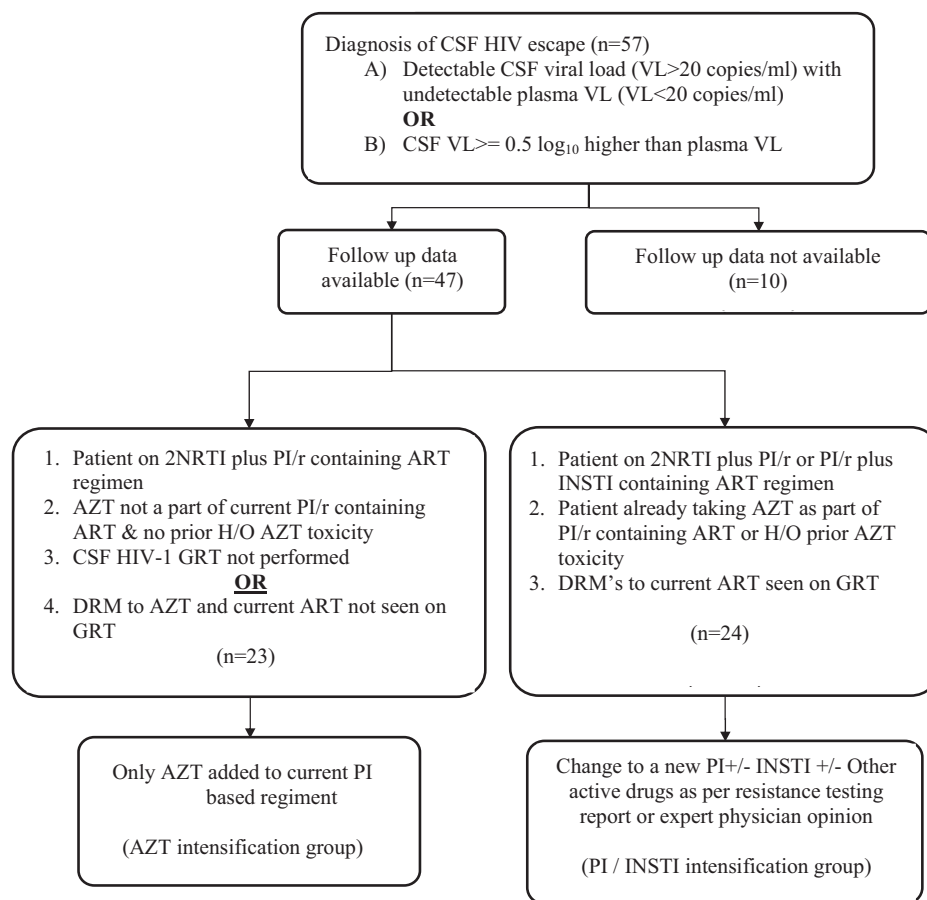 Diagnosis of CSF HIV escape (n=57)
A) Detectable CSF viral load (VL>20 copies/ml) with
undetectable plasma VL (VL<20 copies/ml)
OR
B) CSF VL>= 0.5 log₁₀ higher than plasma VL
Follow up data
available (n=47)
Follow up data not available
(n=10)
1. Patient on 2NRTI plus PI/r containing ART
regimen
2. AZT not a part of current PI/r containing
ART & no prior H/O AZT toxicity
3. CSF HIV-1 GRT not performed
OR
4. DRM to AZT and current ART not seen on
GRT
(n=23)
1. Patient on 2NRTI plus PI/r or PI/r plus
INSTI containing ART regimen
2. Patient already taking AZT as part of
PI/r containing ART or H/O prior AZT
toxicity
3. DRM's to current ART seen on GRT
(n=24)
Only AZT added to current PI
based regiment
(AZT intensification group)
Change to a new PI+/- INSTI +/- Other
active drugs as per resistance testing
report or expert physician opinion
(PI / INSTI intensification group)